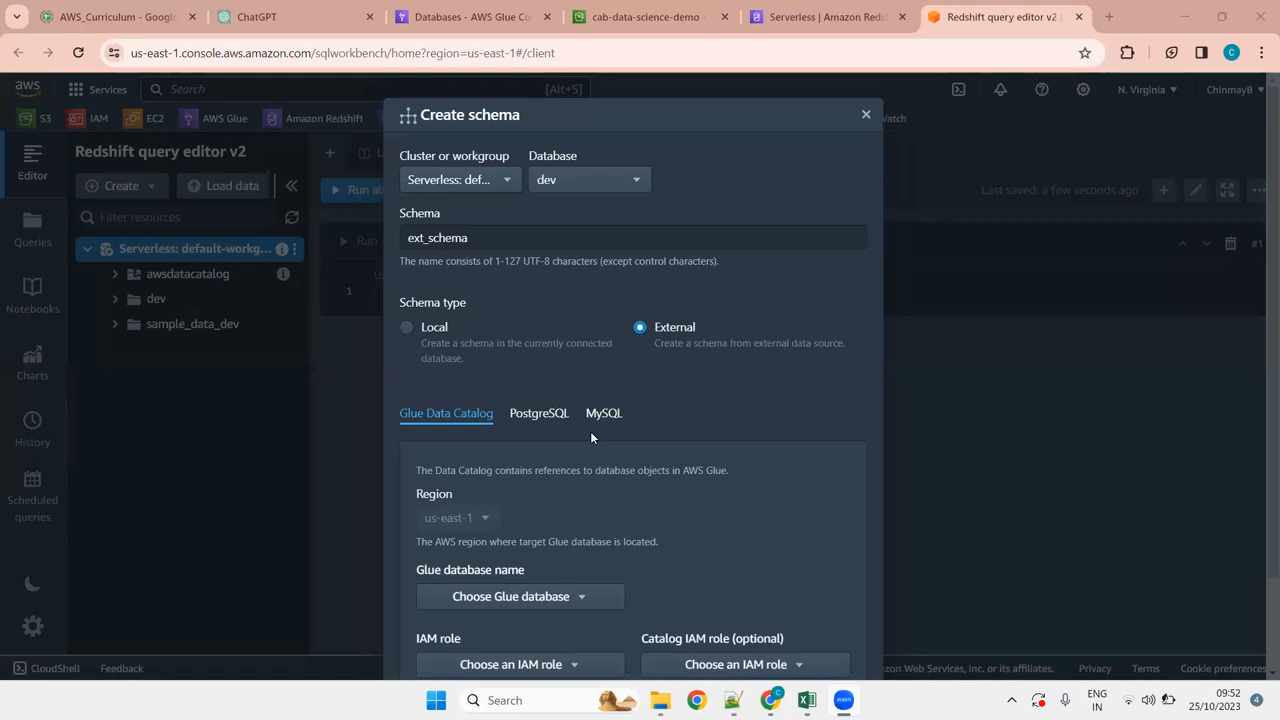 AWS_Curriculum - Google
ChatGPT
Databases - AWS Glue Co
cab-data-science-demo -
Serverless | Amazon Redsh
Redshift query editor v2
us-east-1.console.aws.amazon.com/sqlworkbench/home?region=us-east-1#/client
C
aws
Services
Search
[Alt+S]
N. Virginia
ChinmayB
S3
IAM
EC2
AWS Glue
Amazon Redshift
Watch
Editor
Queries
Notebooks
Charts
History
Scheduled
queries
Redshift query editor v2
Create
Load data
Filter resources
Serverless: default-workg...
awsdatacatalog
dev
sample_data_dev
Run al
Last saved: a few seconds ago
Run
#1
1
Create schema
Cluster or workgroup
Database
Serverless: def...
dev
Schema
ext_schema
The name consists of 1-127 UTF-8 characters (except control characters).
Schema type
Local
Create a schema in the currently connected
database.
External
Create a schema from external data source.
Glue Data Catalog
PostgreSQL
MySQL
The Data Catalog contains references to database objects in AWS Glue.
Region
us-east-1
The AWS region where target Glue database is located.
Glue database name
Choose Glue database
IAM role
Catalog IAM role (optional)
Choose an IAM role
Choose an IAM role
CloudShell
Feedback
zon Web Services, Inc. or its affiliates.
Privacy
Terms
Cookie preferences
Search
C
zoom
ENG
IN
09:52
25/10/2023
4